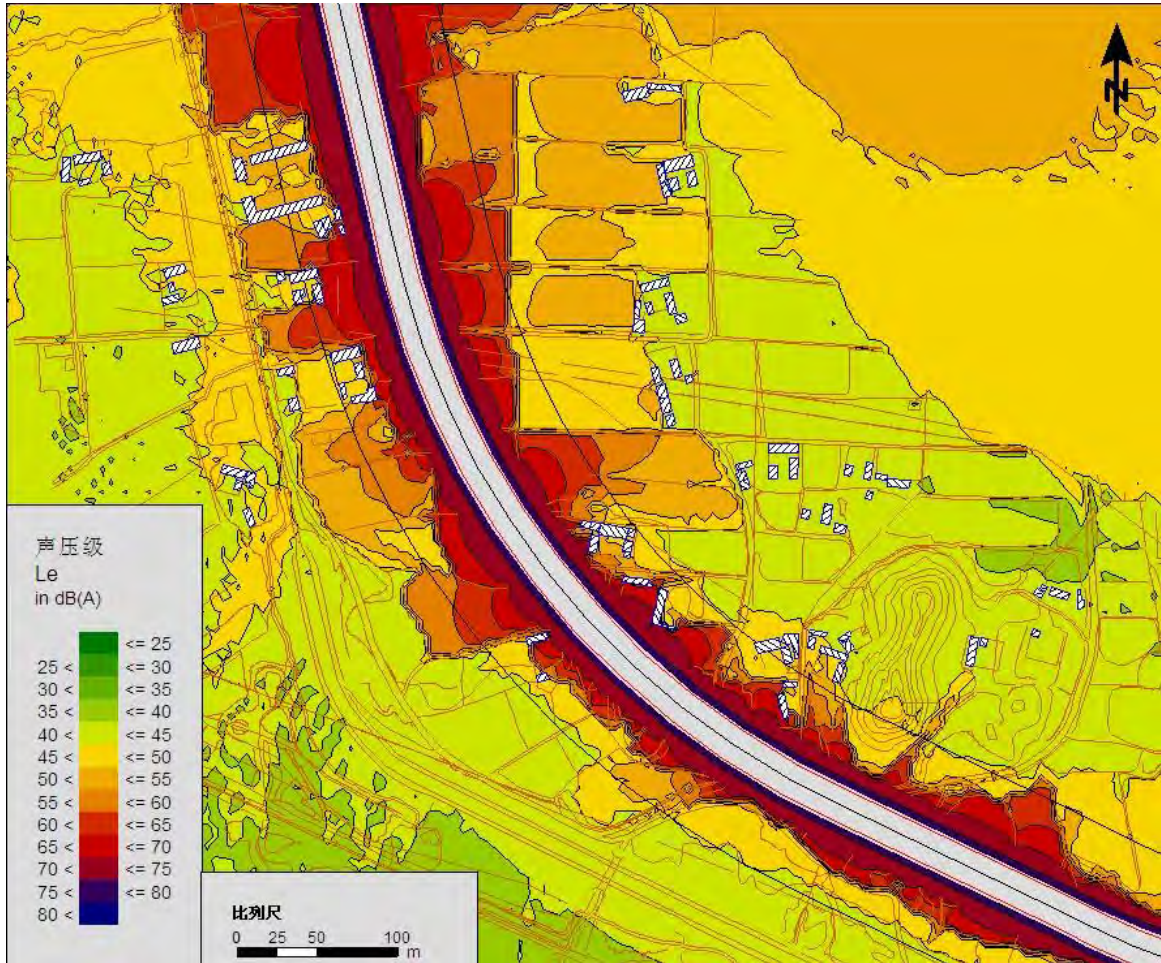 N
声压级
Le
in dB(A)
<= 25
25 < <= 30
30 < <= 35
35 < <= 40
40 < <= 45
45 < <= 50
50 < <= 55
55 < <= 60
60 < <= 65
65 < <= 70
70 < <= 75
75 < <= 80
80 <
比列尺
0 25 50 100
m